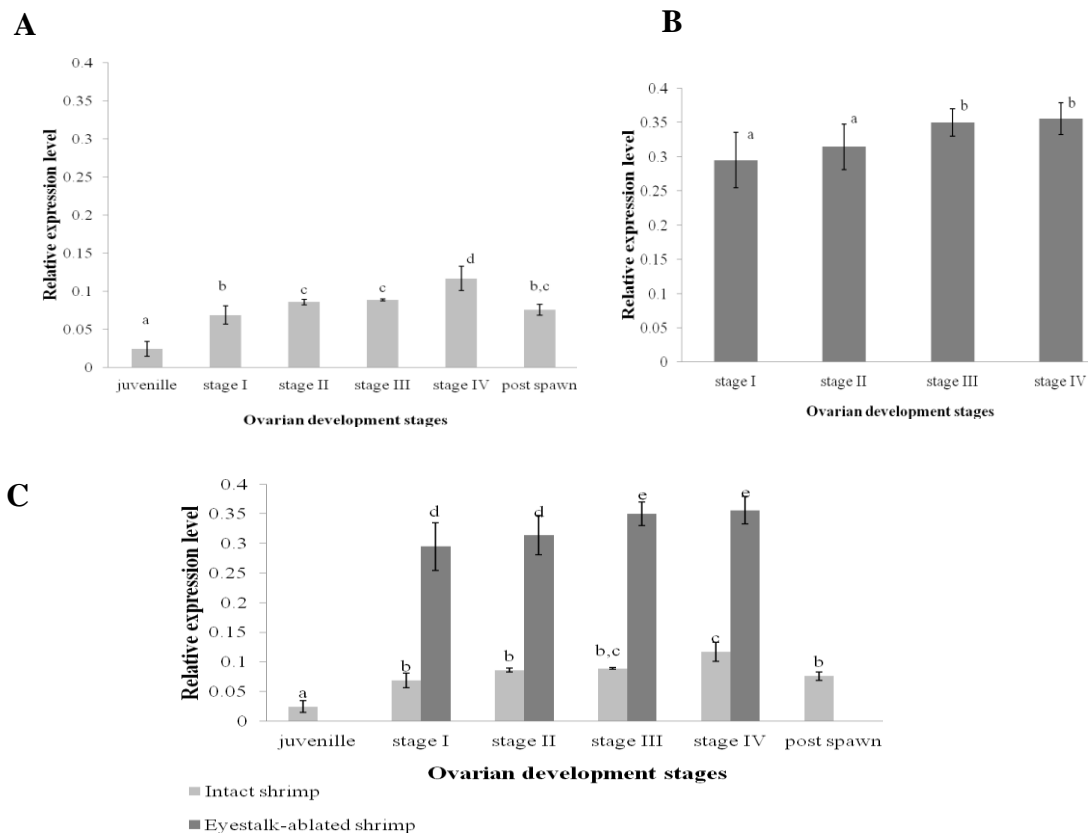 A
Relative expression level
0.4
0.35
0.3
0.25
0.2
0.15
0.1
0.05
0
a
b
c
c
d
b,c
juvenille stage I stage II stage III stage IV post spawn
Ovarian development stages
B
Relative expression level
0.4
0.35
0.3
0.25
0.2
0.15
0.1
0.05
0
a
a
b
b
stage I stage II stage III stage IV
Ovarian development stages
C
Relative expression level
0.4
0.35
0.3
0.25
0.2
0.15
0.1
0.05
0
a
b
d
b
d
b,c
e
c
e
b
juvenille stage I stage II stage III stage IV post spawn
Ovarian development stages
Intact shrimp
Eyestalk-ablated shrimp